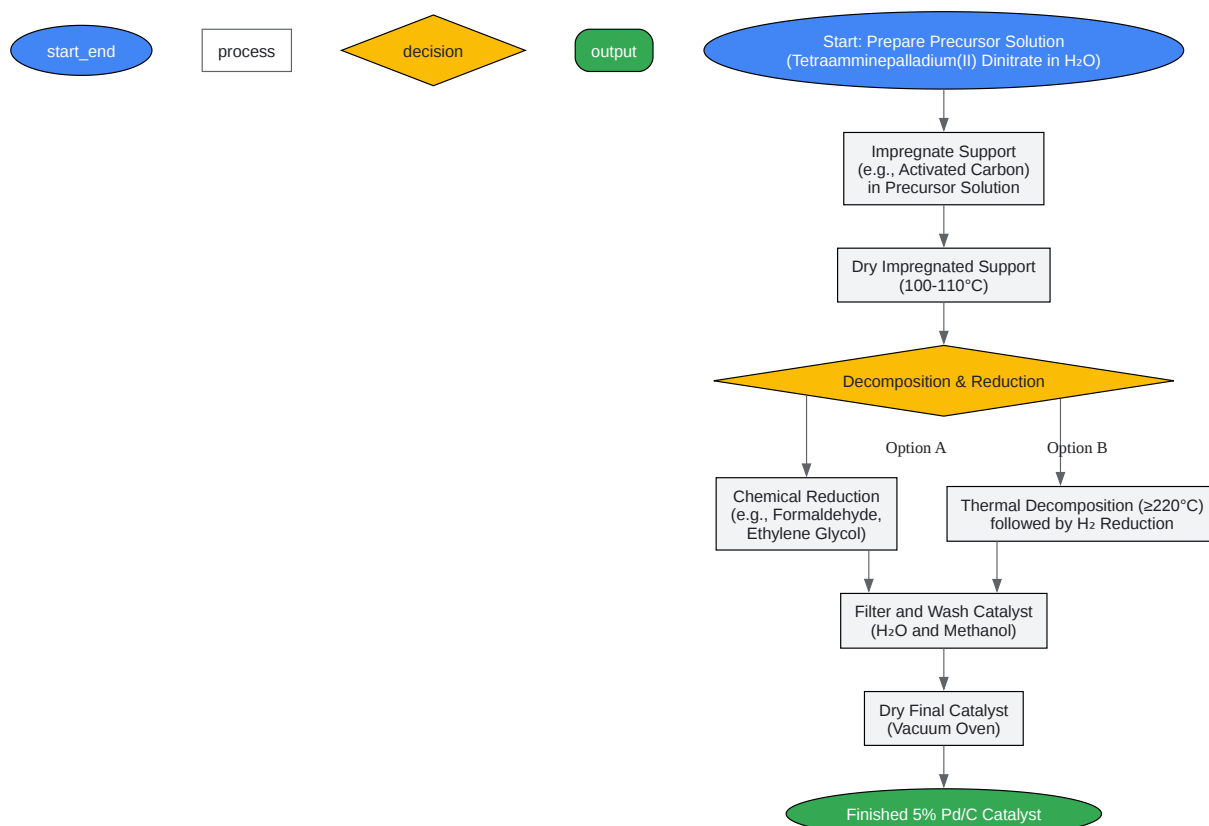 start_end
process
decision
output
Start: Prepare Precursor Solution
(Tetraamminepalladium(II) Dinitrate in H₂O)
Impregnate Support
(e.g., Activated Carbon)
in Precursor Solution
Dry Impregnated Support
(100-110°C)
Decomposition & Reduction
Option A
Option B
Chemical Reduction
(e.g., Formaldehyde,
Ethylene Glycol)
Thermal Decomposition (≥220°C)
followed by H₂ Reduction
Filter and Wash Catalyst
(H₂O and Methanol)
Dry Final Catalyst
(Vacuum Oven)
Finished 5% Pd/C Catalyst